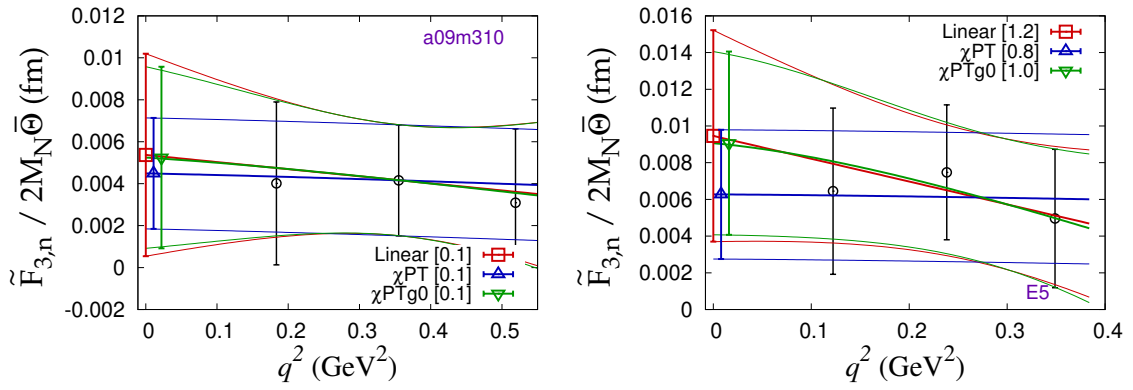 F̃₃,ₙ / 2M_N Θ̄ (fm)
0.012
0.01
0.008
0.006
0.004
0.002
0
-0.002
a09m310
Linear [0.1]
χPT [0.1]
χPTg0 [0.1]
0 0.1 0.2 0.3 0.4 0.5
q² (GeV²)
F̃₃,ₙ / 2M_N Θ̄ (fm)
0.016
0.014
0.012
0.01
0.008
0.006
0.004
0.002
0
Linear [1.2]
χPT [0.8]
χPTg0 [1.0]
E5
0 0.1 0.2 0.3 0.4
q² (GeV²)